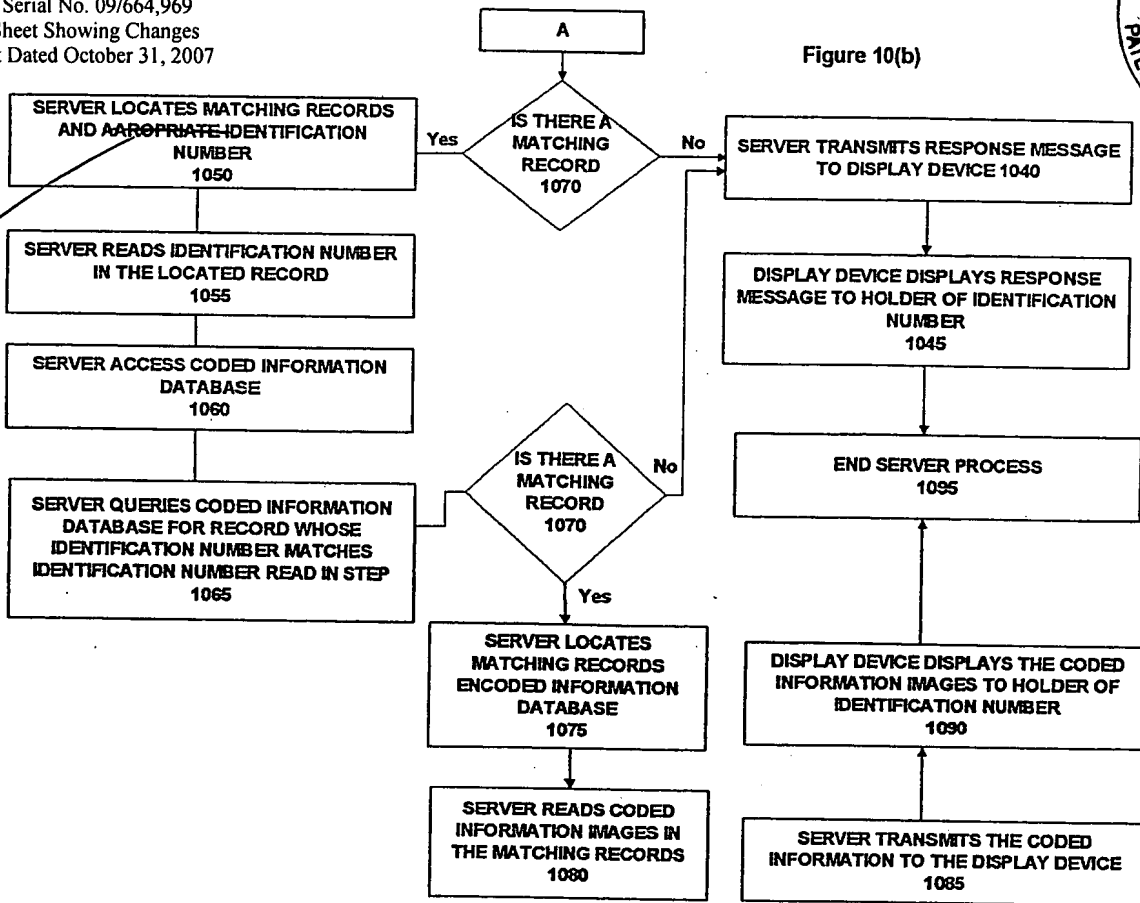 Serial No. 09/664,969
Sheet Showing Changes
Dated October 31, 2007
A
Figure 10(b)
SERVER LOCATES MATCHING RECORDS
AND AAROPRIATE IDENTIFICATION
NUMBER
1050
Yes
IS THERE A
MATCHING
RECORD
1070
No
SERVER TRANSMITS RESPONSE MESSAGE
TO DISPLAY DEVICE 1040
SERVER READS IDENTIFICATION NUMBER
IN THE LOCATED RECORD
1055
DISPLAY DEVICE DISPLAYS RESPONSE
MESSAGE TO HOLDER OF IDENTIFICATION
NUMBER
1045
SERVER ACCESS CODED INFORMATION
DATABASE
1060
SERVER QUERIES CODED INFORMATION
DATABASE FOR RECORD WHOSE
IDENTIFICATION NUMBER MATCHES
IDENTIFICATION NUMBER READ IN STEP
1065
IS THERE A
MATCHING
RECORD
1070
No
Yes
END SERVER PROCESS
1095
SERVER LOCATES
MATCHING RECORDS
ENCODED INFORMATION
DATABASE
1075
DISPLAY DEVICE DISPLAYS THE CODED
INFORMATION IMAGES TO HOLDER OF
IDENTIFICATION NUMBER
1090
SERVER READS CODED
INFORMATION IMAGES IN
THE MATCHING RECORDS
1080
SERVER TRANSMITS THE CODED
INFORMATION TO THE DISPLAY DEVICE
1085